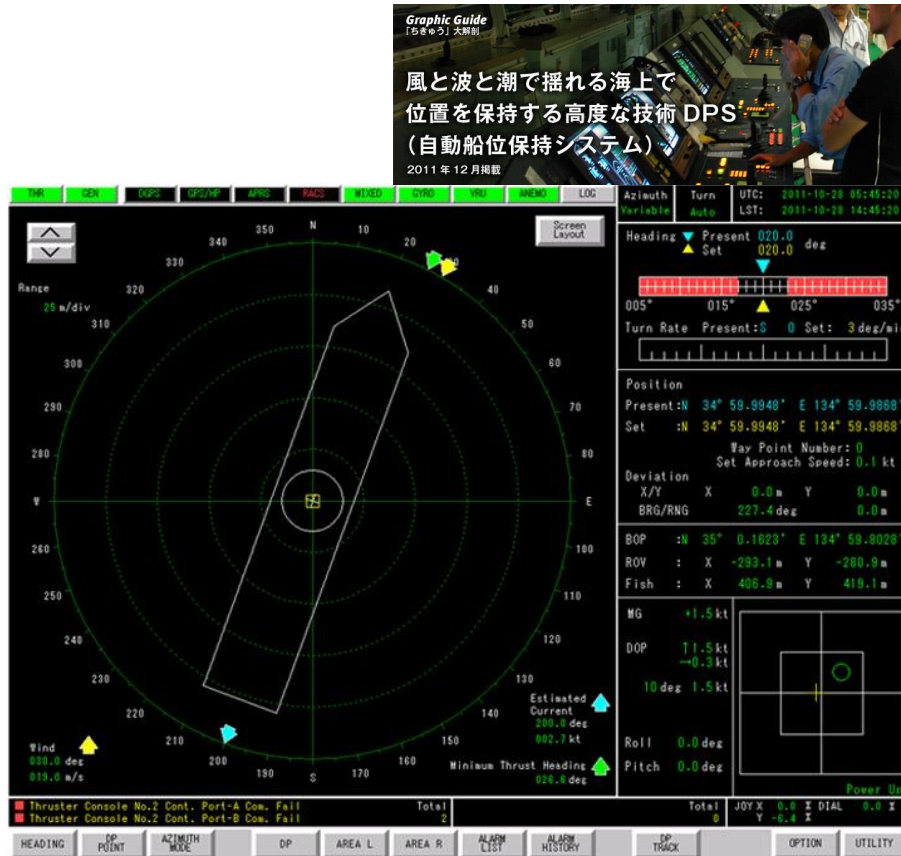 Graphic Guide
「ちきゅう」大解剖
風と波と潮で揺れる海上で
位置を保持する高度な技術 DPS
(自動船位保持システム)
2011 年 12 月掲載
THR GEN DGPS GPS/HP APRS RACS MIXED GYRO VRU ANEMO LOG
Azimuth Variable
Turn Auto
UTC: 2011-10-28 05:45:20
LST: 2011-10-28 14:45:20
Screen Layout
Range
25 m/div
N
10
20
40
50
60
70
80
E
100
110
120
130
140
150
160
170
S
190
200
210
220
230
240
250
260
W
280
290
300
310
320
330
340
350
Wind
030.0 deg
019.0 m/s
Estimated
Current
200.0 deg
002.7 kt
Minimum Thrust Heading
026.6 deg
Heading Present 020.0 deg
Set 020.0
005° 015° 025° 035°
Turn Rate Present:S 0 Set: 3 deg/mi
Position
Present:N 34° 59.9948' E 134° 59.9868'
Set :N 34° 59.9948' E 134° 59.9868'
Way Point Number: 0
Set Approach Speed: 0.1 kt
Deviation
X/Y X 0.0 m Y 0.0 m
BRG/RNG 227.4 deg 0.0 m
BOP :N 35° 0.1623' E 134° 59.8028'
ROV : X -293.1 m Y -280.9 m
Fish : X 406.9 m Y 419.1 m
MG +1.5 kt
DOP ↑1.5 kt
→0.3 kt
10 deg 1.5 kt
Roll 0.0 deg
Pitch 0.0 deg
Power Us
Thruster Console No.2 Cont. Port-A Com. Fail Total
Thruster Console No.2 Cont. Port-B Com. Fail 2
Total
0
JOY X 0.0 % DIAL 0.0 %
Y -6.4 %
HEADING DP POINT AZIMUTH MODE DP AREA L AREA R ALARM LIST ALARM HISTORY DP TRACK OPTION UTILITY